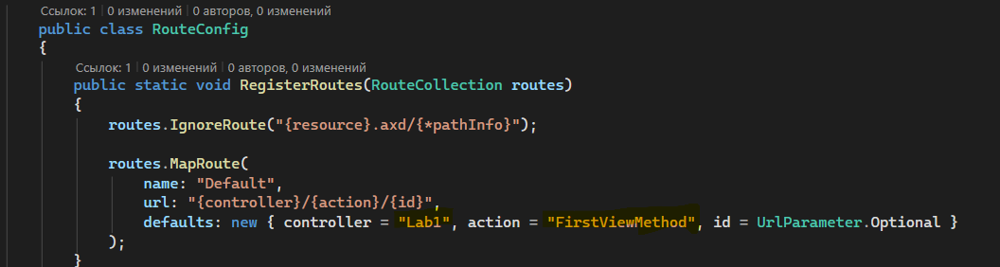 Ссылок: 1 | 0 изменений | 0 авторов, 0 изменений
public class RouteConfig
{
Ссылок: 1 | 0 изменений | 0 авторов, 0 изменений
public static void RegisterRoutes(RouteCollection routes)
{
routes.IgnoreRoute("{resource}.axd/{*pathInfo}");
routes.MapRoute(
name: "Default",
url: "{controller}/{action}/{id}",
defaults: new { controller = "Lab1", action = "FirstViewMethod", id = UrlParameter.Optional }
);
}